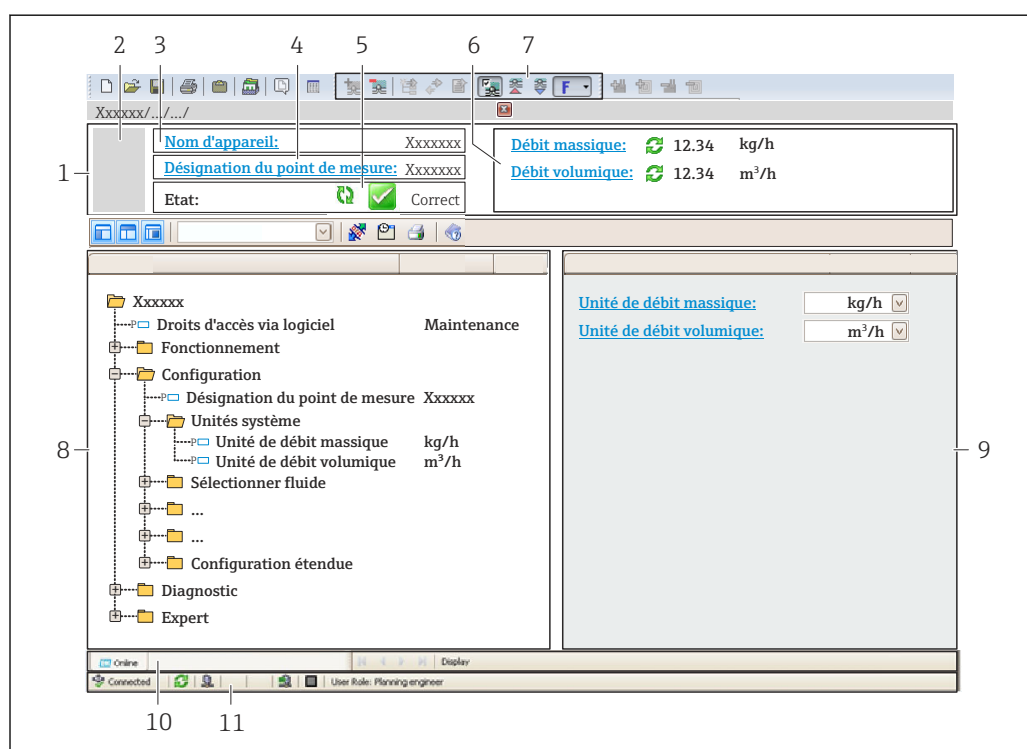 2 3 4 5 6 7
F
Xxxxxx/.../.../
1
Nom d'appareil: Xxxxxxx
Désignation du point de mesure: Xxxxxxx
Etat: Correct
Débit massique: 12.34 kg/h
Débit volumique: 12.34 m³/h
Xxxxxx
P Droits d'accès via logiciel Maintenance
Fonctionnement
Configuration
P Désignation du point de mesure Xxxxxx
Unités système
P Unité de débit massique kg/h
P Unité de débit volumique m³/h
Sélectionner fluide
...
...
Configuration étendue
Diagnostic
Expert
8
Unité de débit massique: kg/h
Unité de débit volumique: m³/h
9
Online Display
Connected User Role: Planning engineer
10 11